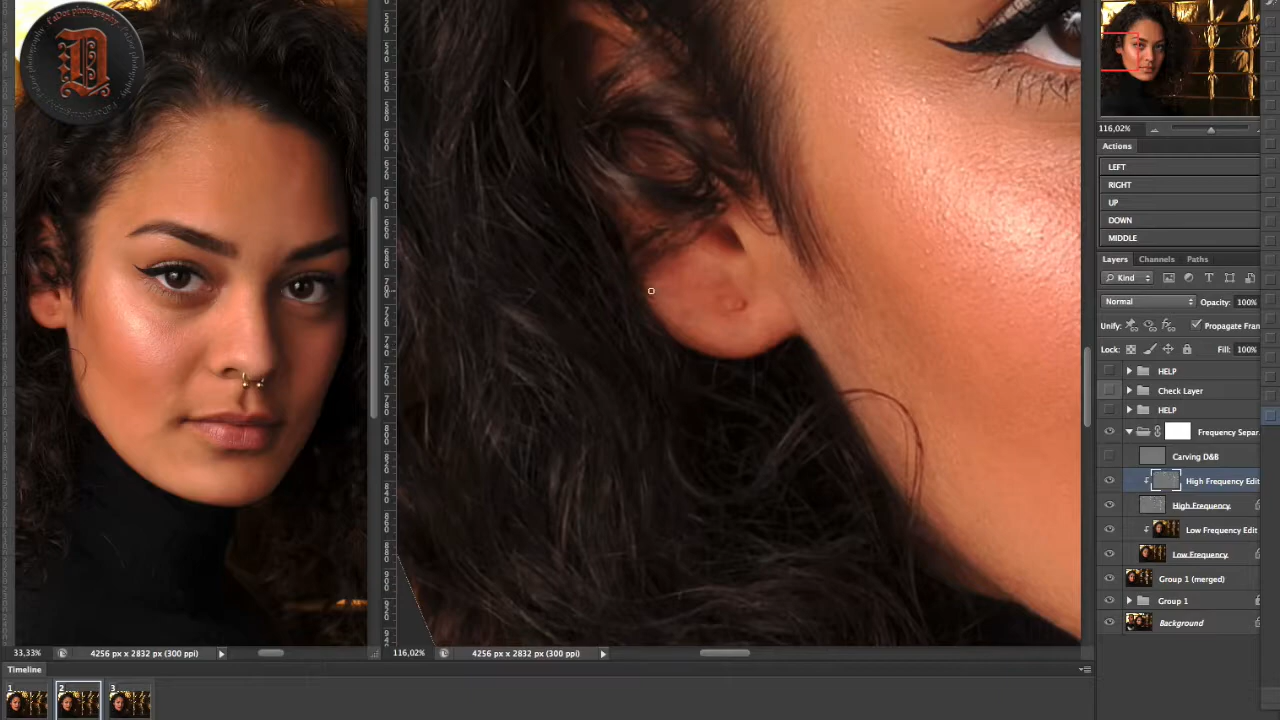 FaDot photography
D
116,02%
Actions
LEFT
RIGHT
UP
DOWN
MIDDLE
Layers Channels Paths
Kind
Normal Opacity: 100%
Unify: Propagate Fran
Lock: Fill: 100%
HELP
Check Layer
HELP
Frequency Separ
Carving D&B
High Frequency Edit
High Frequency
Low Frequency Edit
Low Frequency
Group 1 (merged)
Group 1
Background
33,33% 4256 px x 2832 px (300 ppi)
116,02% 4256 px x 2832 px (300 ppi)
Timeline
1 2 3